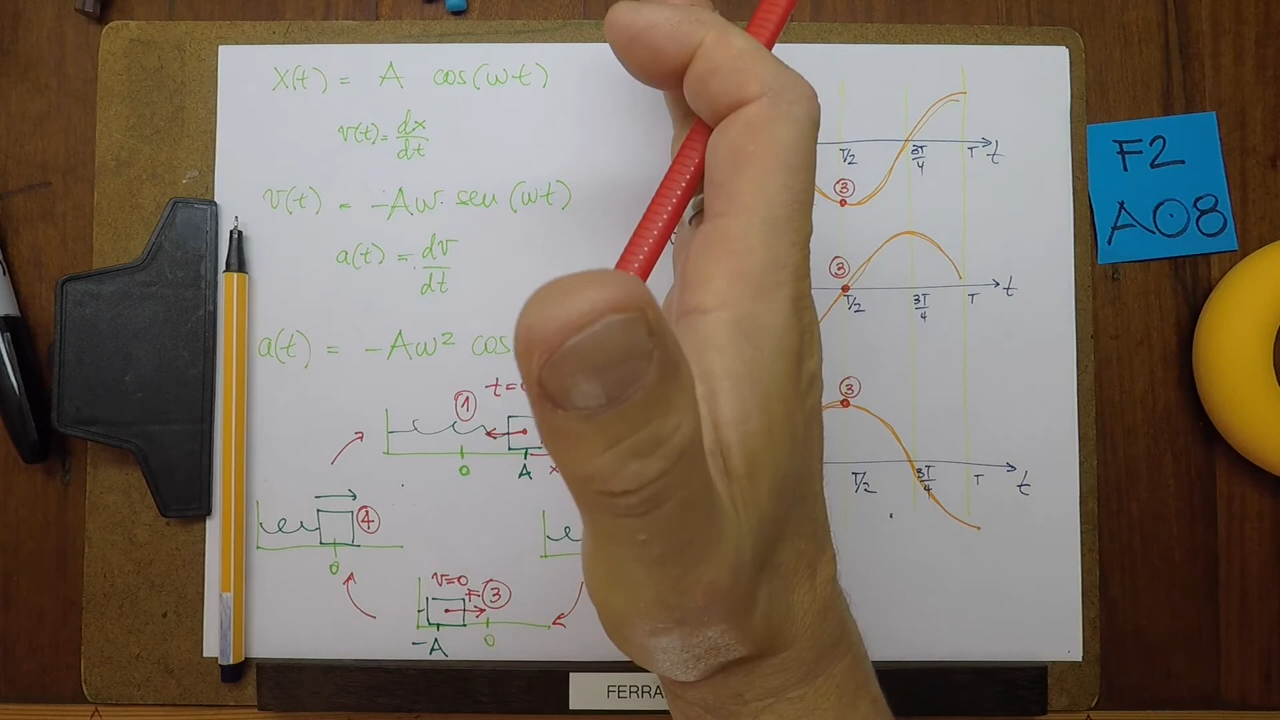 x(t) = A cos(ωt)
v(t) = dx/dt
v(t) = -Aω · sen (ωt)
a(t) = dv/dt
a(t) = -Aω² cos
1
0
A
4
0
v=0
3
-A
0
T/2
3T/4
T
t
3
3
T/2
3T/4
T
t
3
T/2
3T/4
T
t
F2
A08
FERRA